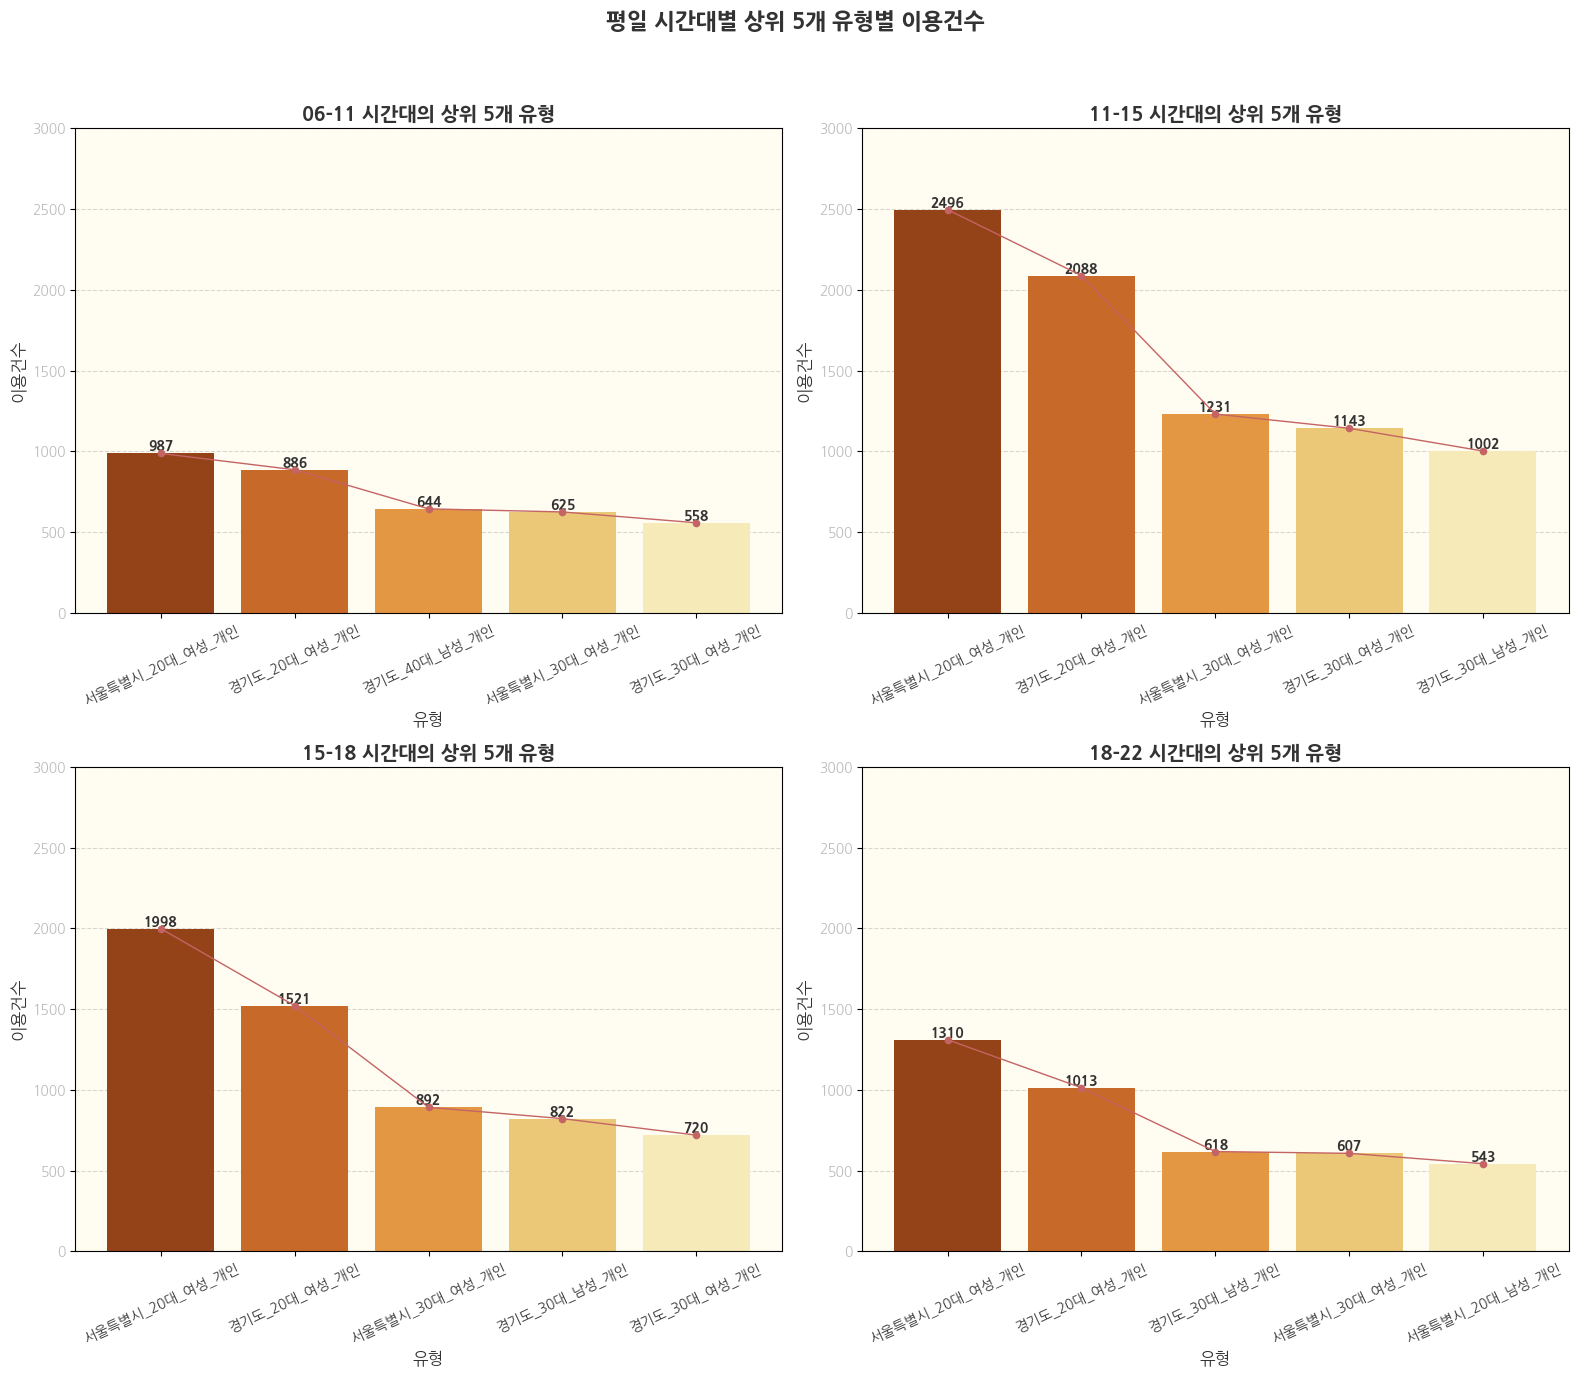 평일 시간대별 상위 5개 유형별 이용건수
06-11 시간대의 상위 5개 유형
3000
2500
2000
1500
1000
500
0
이용건수
987
886
644
625
558
서울특별시_20대_여성_개인
경기도_20대_여성_개인
경기도_40대_남성_개인
서울특별시_30대_여성_개인
경기도_30대_여성_개인
유형
11-15 시간대의 상위 5개 유형
3000
2500
2000
1500
1000
500
0
이용건수
2496
2088
1231
1143
1002
서울특별시_20대_여성_개인
경기도_20대_여성_개인
서울특별시_30대_여성_개인
경기도_30대_여성_개인
경기도_30대_남성_개인
유형
15-18 시간대의 상위 5개 유형
3000
2500
2000
1500
1000
500
0
이용건수
1998
1521
892
822
720
서울특별시_20대_여성_개인
경기도_20대_여성_개인
서울특별시_30대_여성_개인
경기도_30대_남성_개인
경기도_30대_여성_개인
유형
18-22 시간대의 상위 5개 유형
3000
2500
2000
1500
1000
500
0
이용건수
1310
1013
618
607
543
서울특별시_20대_여성_개인
경기도_20대_여성_개인
경기도_30대_남성_개인
서울특별시_30대_여성_개인
서울특별시_20대_남성_개인
유형